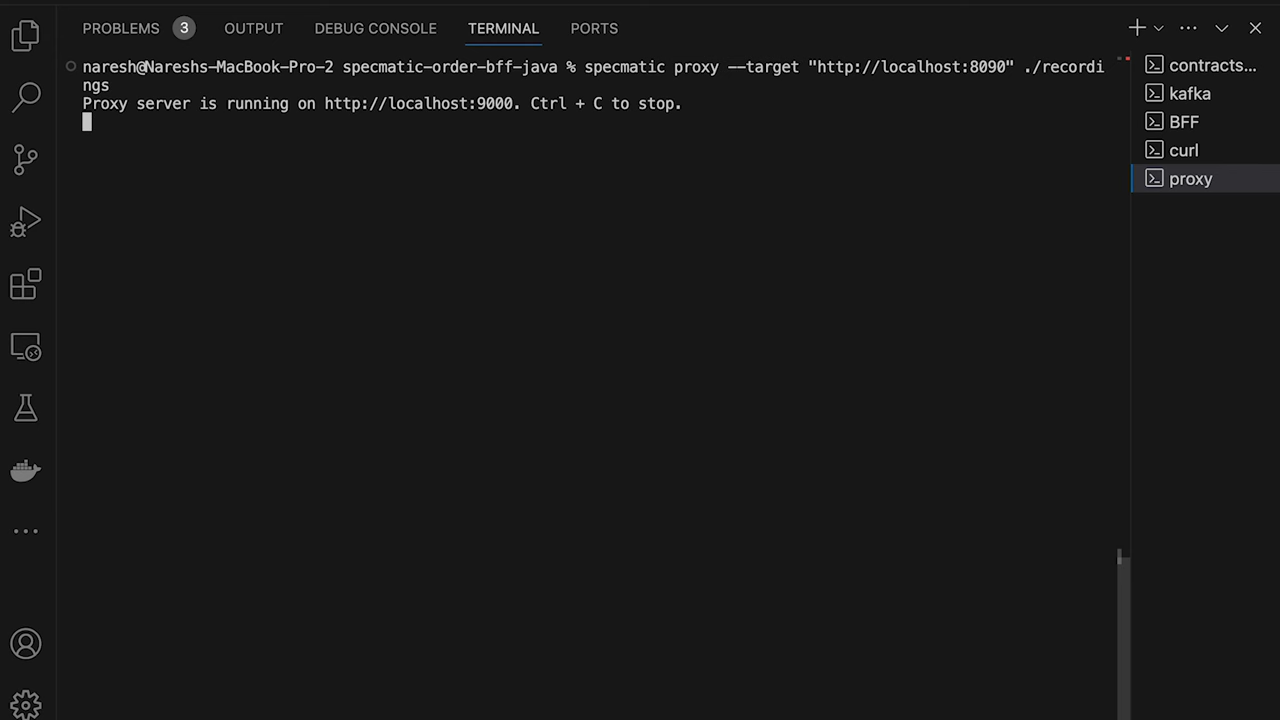 PROBLEMS 3 OUTPUT DEBUG CONSOLE TERMINAL PORTS
naresh@Nareshs-MacBook-Pro-2 specmatic-order-bff-java % specmatic proxy --target "http://localhost:8090" ./recordi
ngs
Proxy server is running on http://localhost:9000. Ctrl + C to stop.
contracts...
kafka
BFF
curl
proxy